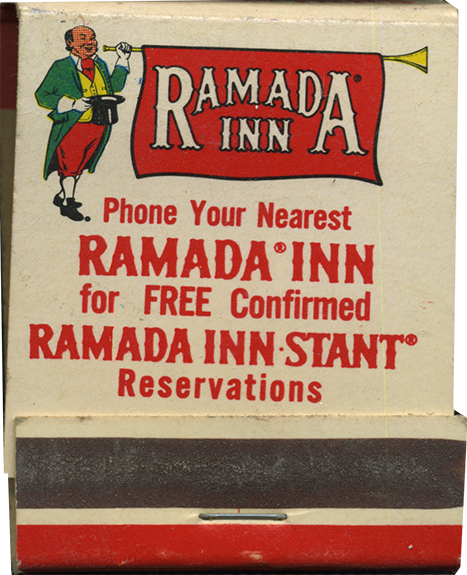 RAMADA®
INN
Phone Your Nearest
RAMADA® INN
for FREE Confirmed
RAMADA INN·STANT®
Reservations